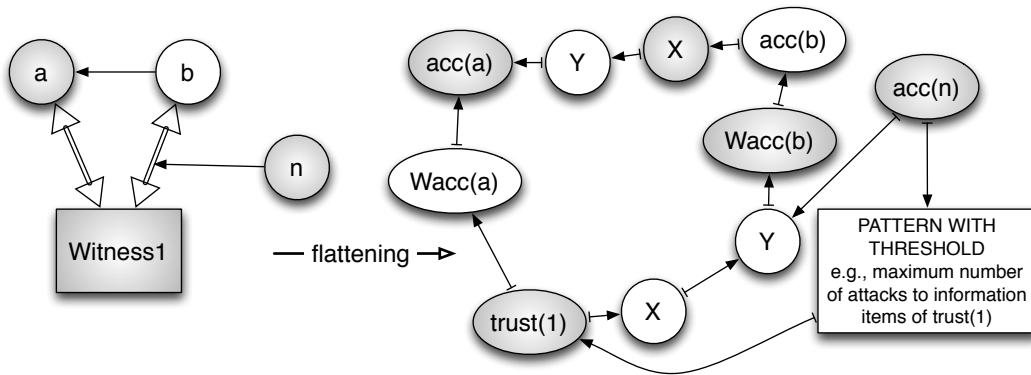 a
b
n
Witness1
flattening
acc(a)
Y
X
acc(b)
acc(n)
Wacc(b)
Wacc(a)
Y
X
trust(1)
PATTERN WITH
THRESHOLD
e.g., maximum number
of attacks to information
items of trust(1)